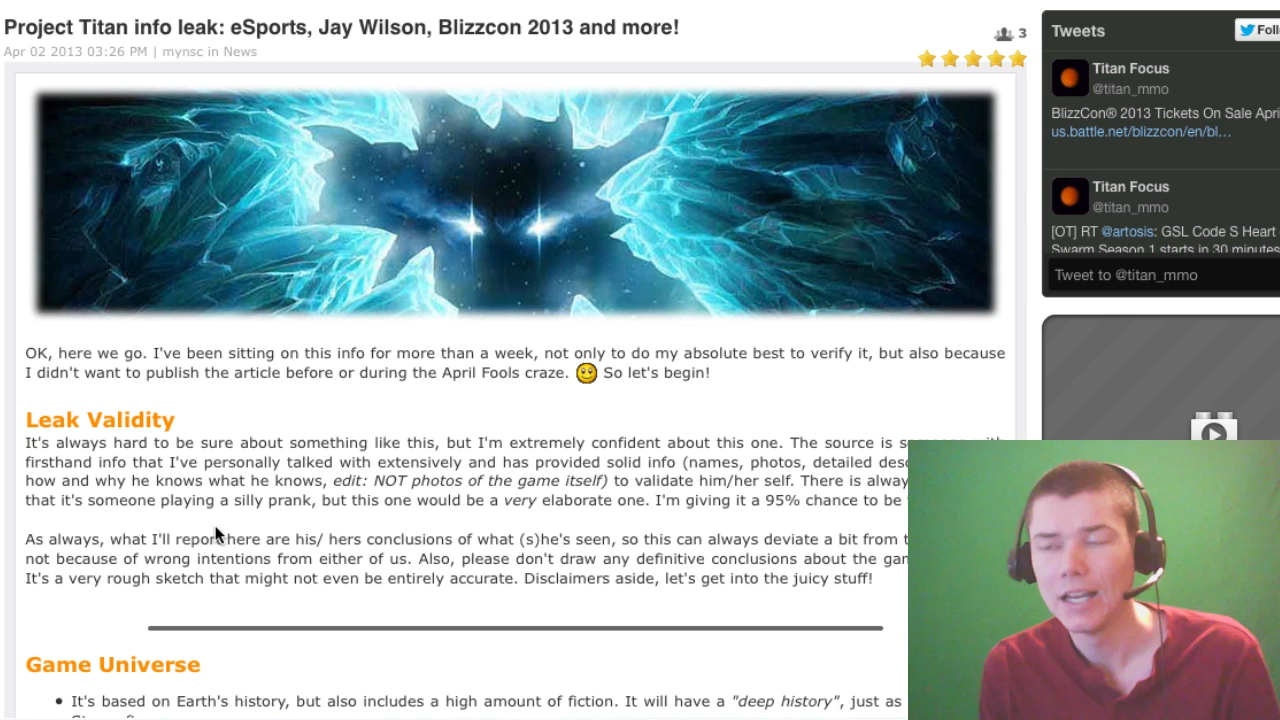 Project Titan info leak: eSports, Jay Wilson, Blizzcon 2013 and more!
Apr 02 2013 03:26 PM | mynsc in News
3
OK, here we go. I've been sitting on this info for more than a week, not only to do my absolute best to verify it, but also because
I didn't want to publish the article before or during the April Fools craze. So let's begin!
Leak Validity
It's always hard to be sure about something like this, but I'm extremely confident about this one. The source is
firsthand info that I've personally talked with extensively and has provided solid info (names, photos, detailed
how and why he knows what he knows, edit: NOT photos of the game itself) to validate him/her self. There is
that it's someone playing a silly prank, but this one would be a very elaborate one. I'm giving it a 95% chance to be
As always, what I'll report here are his/ hers conclusions of what (s)he's seen, so this can always deviate a bit from
not because of wrong intentions from either of us. Also, please don't draw any definitive conclusions about the
It's a very rough sketch that might not even be entirely accurate. Disclaimers aside, let's get into the juicy stuff!
Game Universe
• It's based on Earth's history, but also includes a high amount of fiction. It will have a "deep history", just as
Tweets
Foll
Titan Focus
@titan_mmo
BlizzCon® 2013 Tickets On Sale Apri
us.battle.net/blizzcon/en/bl…
Titan Focus
@titan_mmo
[OT] RT @artosis: GSL Code S Heart
Swarm Season 1 starts in 30 minutes
Tweet to @titan_mmo